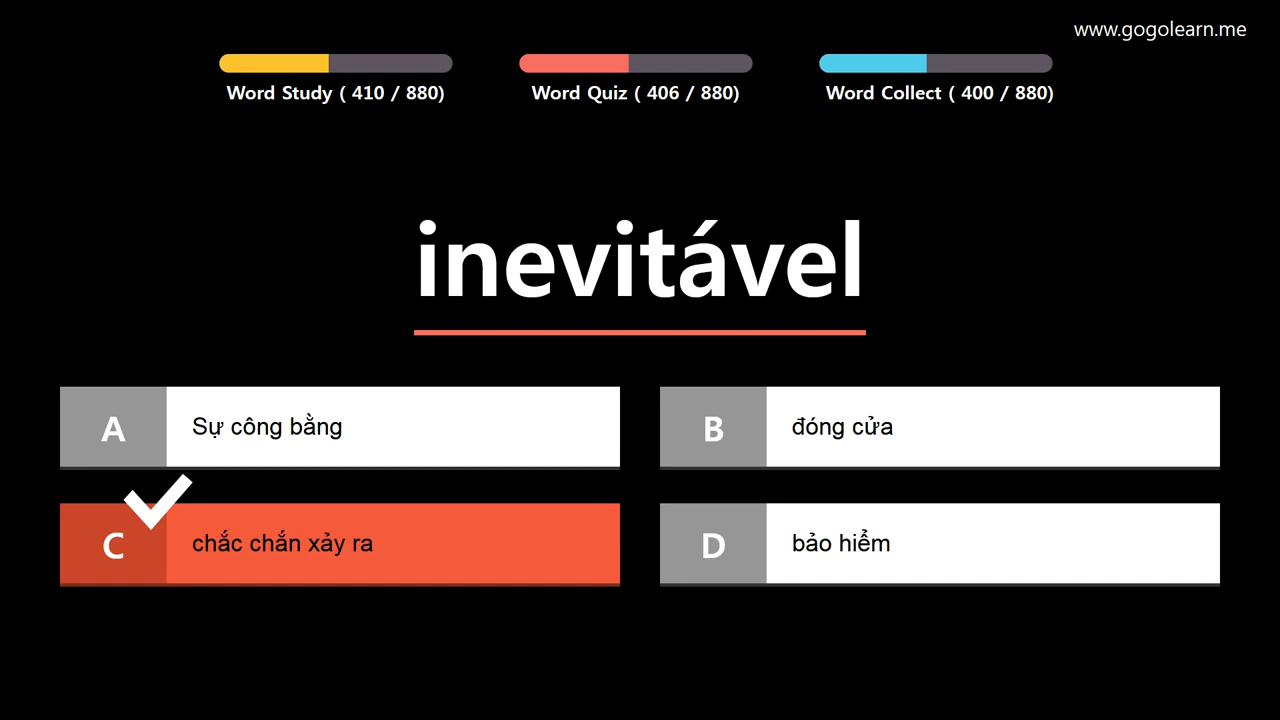 www.gogolearn.me
Word Study ( 410 / 880)
Word Quiz ( 406 / 880)
Word Collect ( 400 / 880)
inevitável
A
Sự công bằng
B
đóng cửa
C
chắc chắn xảy ra
D
bảo hiểm